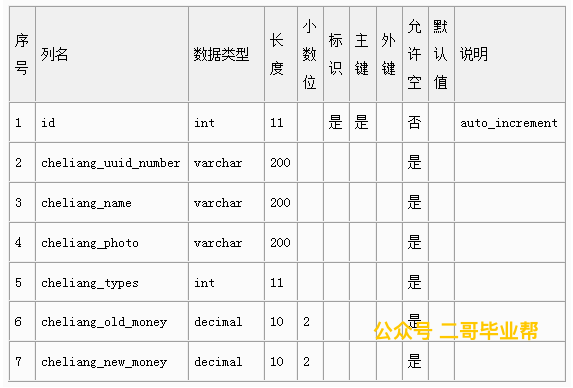 序号 列名 数据类型 长度 小数位 标识 主键 外键 允许空 默认值 说明
1 id int 11 是 是 否 auto_increment
2 cheliang_uuid_number varchar 200 是
3 cheliang_name varchar 200 是
4 cheliang_photo varchar 200 是
5 cheliang_types int 11 是
6 cheliang_old_money decimal 10 2 是
公众号 二哥毕业帮
7 cheliang_new_money decimal 10 2 是